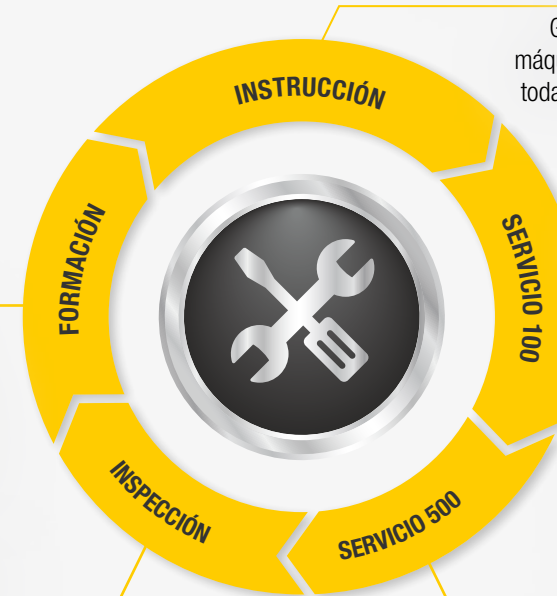 INSTRUCCIÓN
SERVICIO 100
SERVICIO 500
INSPECCIÓN
FORMACIÓN